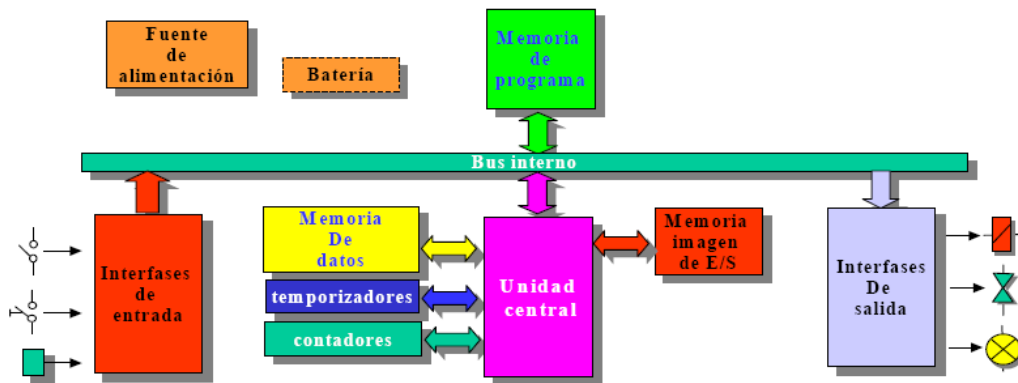 Fuente
de
alimentación
Batería
Memoria
de
programa
Bus interno
Interfases
de
entrada
Memoria
De
datos
temporizadores
contadores
Unidad
central
Memoria
imagen
de E/S
Interfases
De
salida